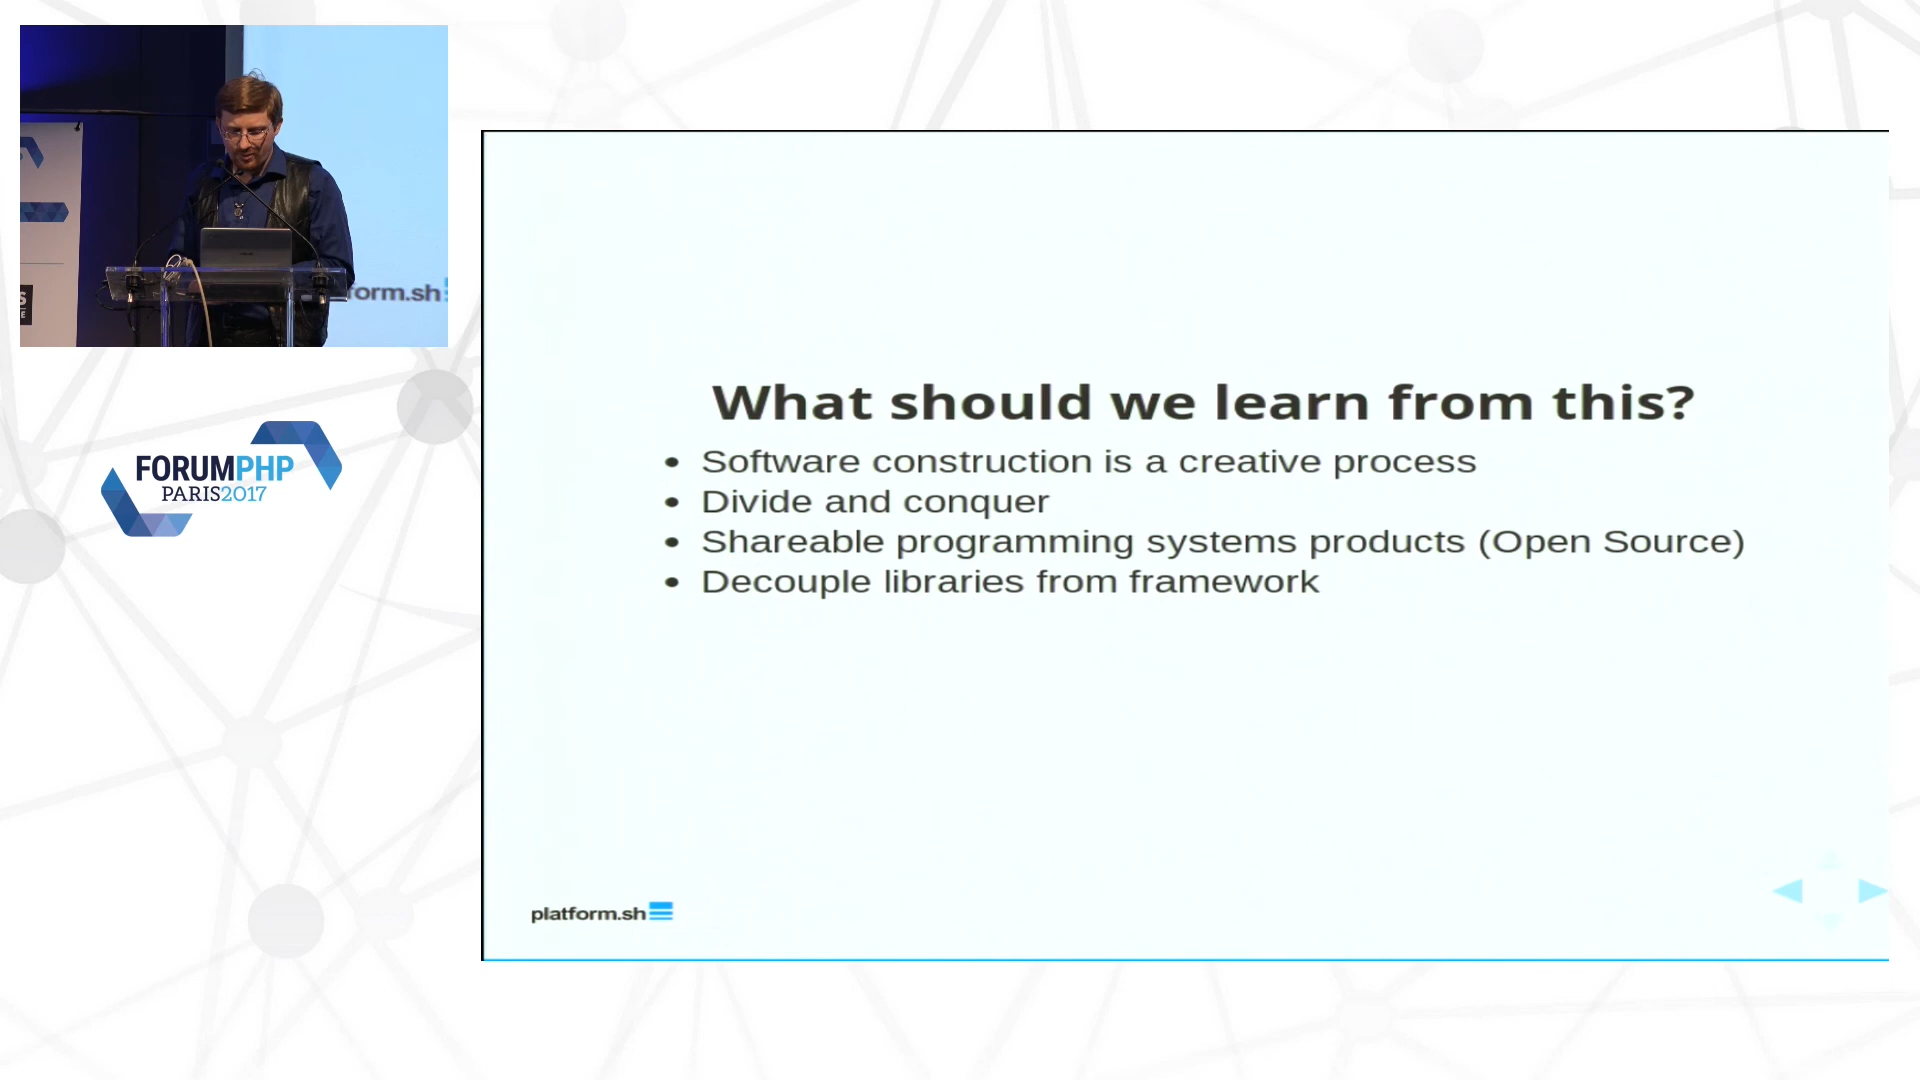 form.sh
FORUMPHP
PARIS2017
What should we learn from this?
• Software construction is a creative process
• Divide and conquer
• Shareable programming systems products (Open Source)
• Decouple libraries from framework
platform.sh